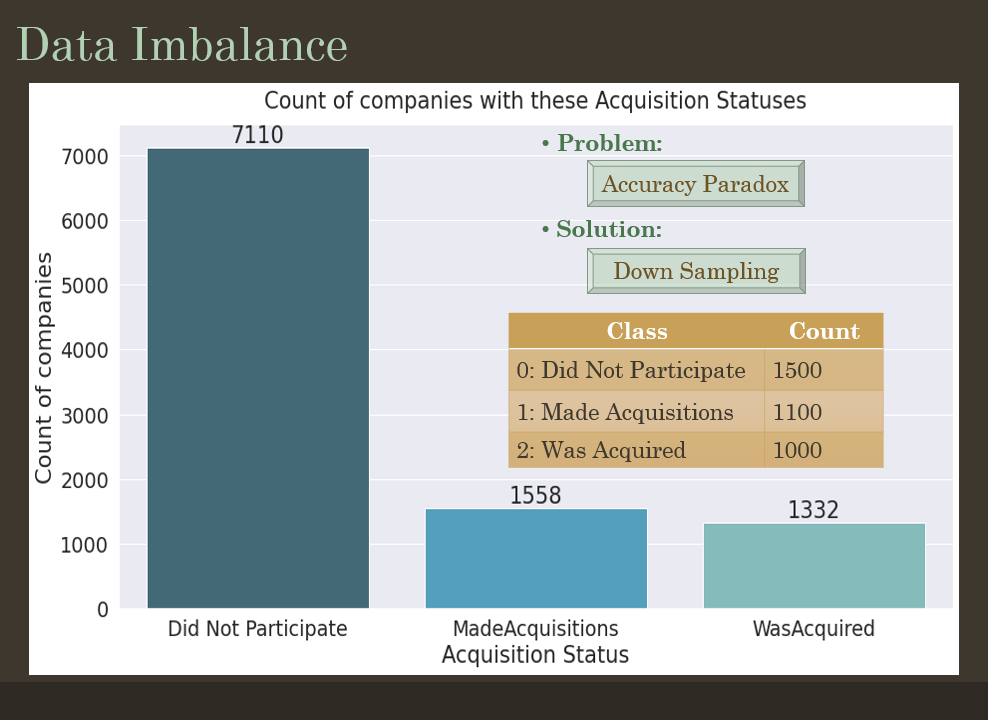 Data Imbalance
Count of companies with these Acquisition Statuses
7110
• Problem:
Accuracy Paradox
• Solution:
Down Sampling
Class Count
0: Did Not Participate 1500
1: Made Acquisitions 1100
2: Was Acquired 1000
1558
1332
Count of companies
7000
6000
5000
4000
3000
2000
1000
0
Did Not Participate MadeAcquisitions WasAcquired
Acquisition Status